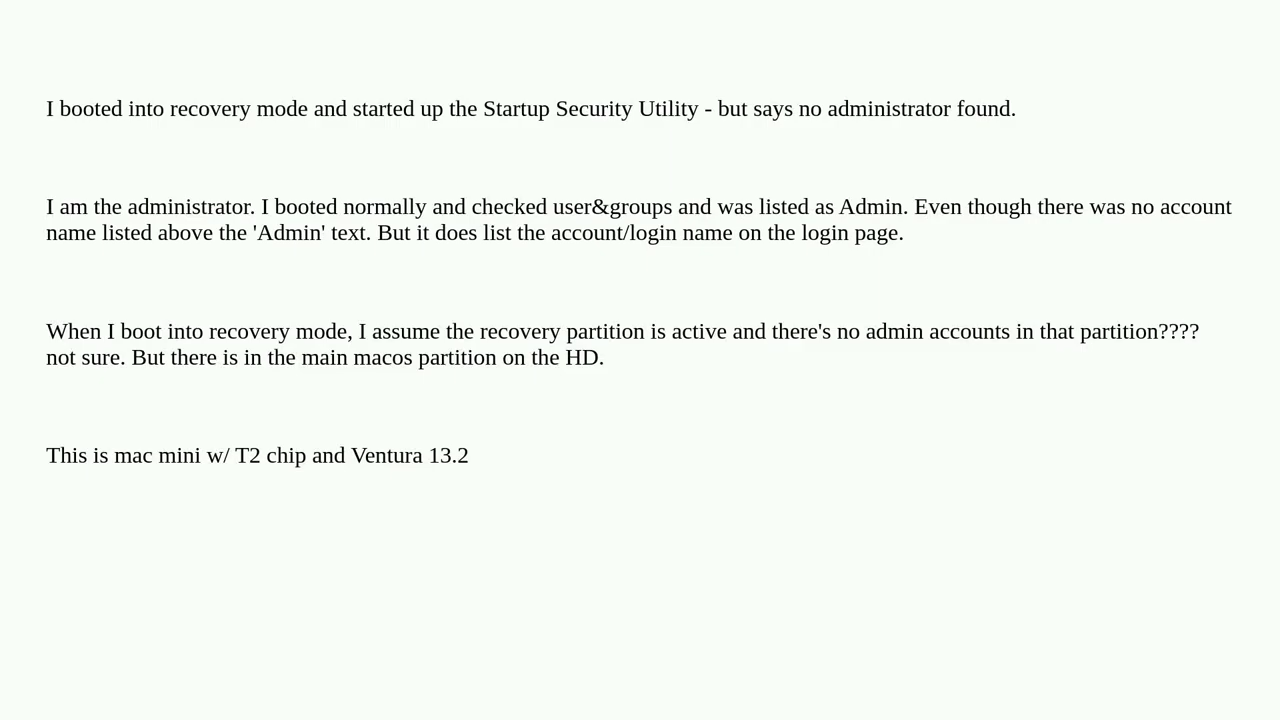 I booted into recovery mode and started up the Startup Security Utility - but says no administrator found.
I am the administrator. I booted normally and checked user&groups and was listed as Admin. Even though there was no account
name listed above the 'Admin' text. But it does list the account/login name on the login page.
When I boot into recovery mode, I assume the recovery partition is active and there's no admin accounts in that partition????
not sure. But there is in the main macos partition on the HD.
This is mac mini w/ T2 chip and Ventura 13.2